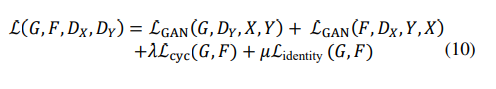 ℒ(G, F, D_X, D_Y) = ℒ_GAN(G, D_Y, X, Y) + ℒ_GAN(F, D_X, Y, X)
+λℒ_cyc(G, F) + μℒ_identity (G, F) (10)